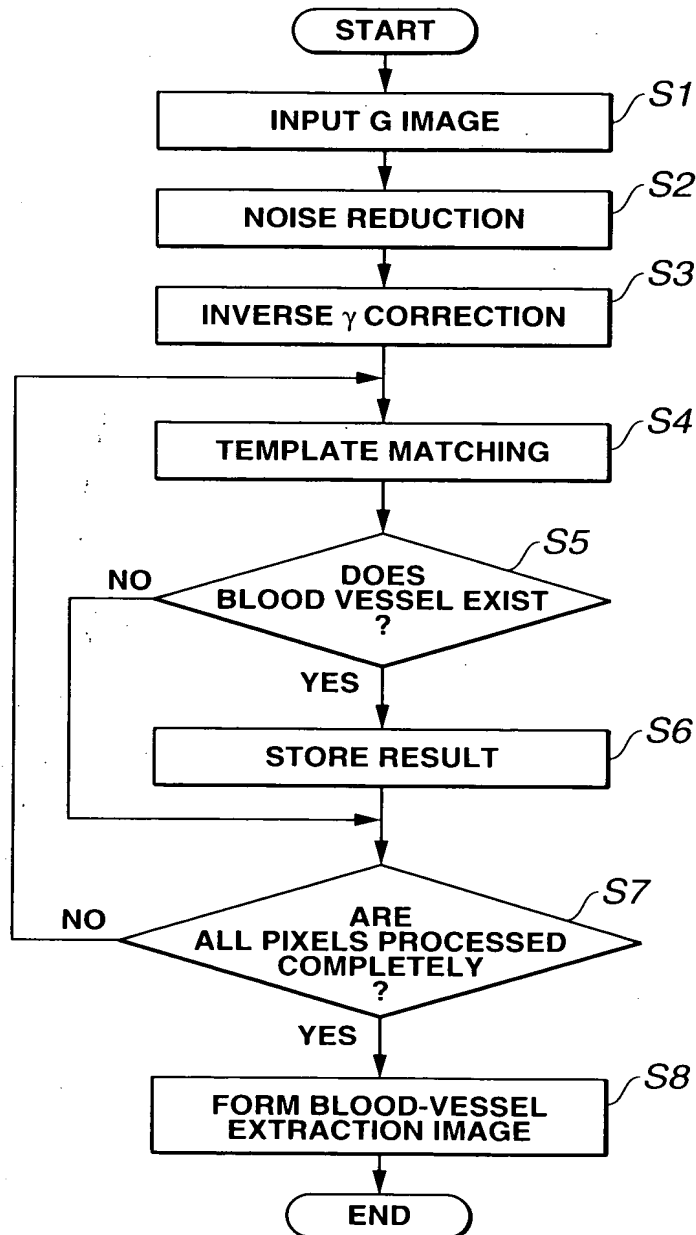 START
S1
INPUT G IMAGE
S2
NOISE REDUCTION
S3
INVERSE γ CORRECTION
S4
TEMPLATE MATCHING
S5
NO
DOES
BLOOD VESSEL EXIST
?
YES
S6
STORE RESULT
S7
NO
ARE
ALL PIXELS PROCESSED
COMPLETELY
?
YES
S8
FORM BLOOD-VESSEL
EXTRACTION IMAGE
END